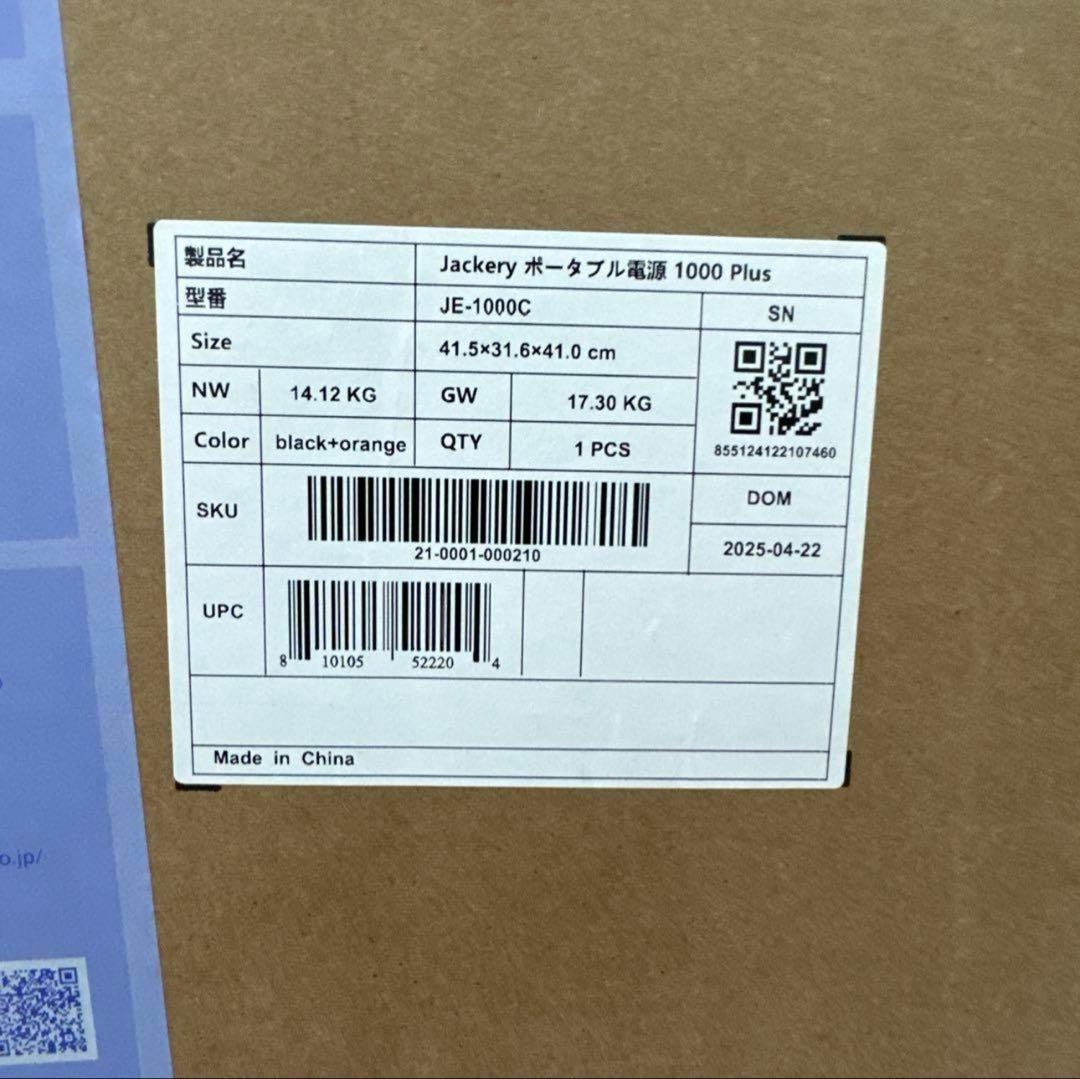 製品名
Jackery ポータブル電源 1000 Plus
型番
JE-1000C
SN
Size
41.5×31.6×41.0 cm
NW
14.12 KG
GW
17.30 KG
855124122107460
Color
black+orange
QTY
1 PCS
SKU
21-0001-000210
DOM
2025-04-22
UPC
8 10105 52220 4
Made in China
o.jp/